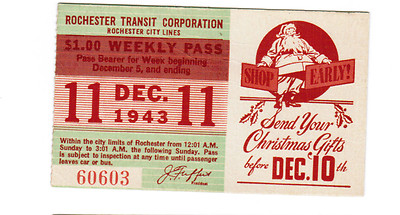 ROCHESTER TRANSIT CORPORATION
ROCHESTER CITY LINES
$1.00 WEEKLY PASS
Pass Bearer for Week beginning
December 5, and ending
11 DEC. 11
1943
Within the city limits of Rochester from 12:01 A.M.
Sunday to 3:01 A.M. the following Sunday. Pass
is subject to inspection at any time until passenger
leaves car or bus.
60603
SHOP EARLY!
Send Your
Christmas Gifts
before DEC. 10th